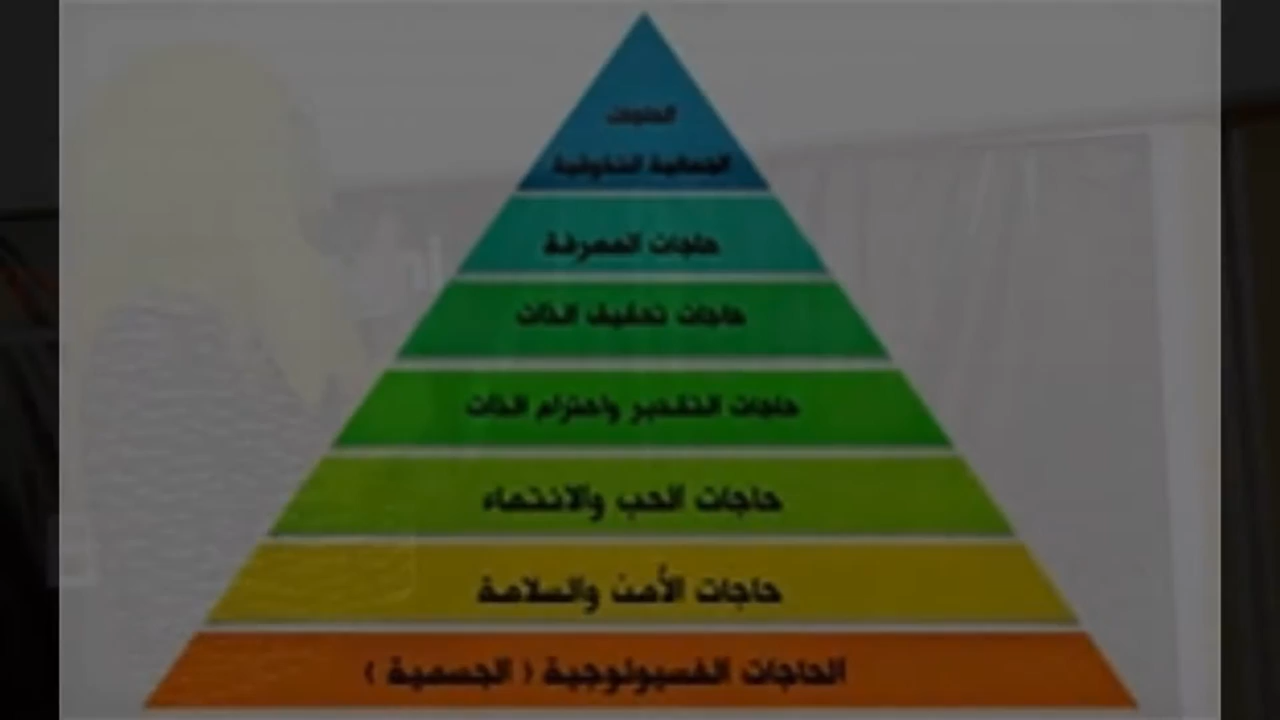 الحاجات
الجمالية التذوقية
حاجات المعرفة
حاجات تحقيق الذات
حاجات التقدير واحترام الذات
حاجات الحب والانتماء
حاجات الأمن والسلامة
الحاجات الفسيولوجية ( الجسمية )